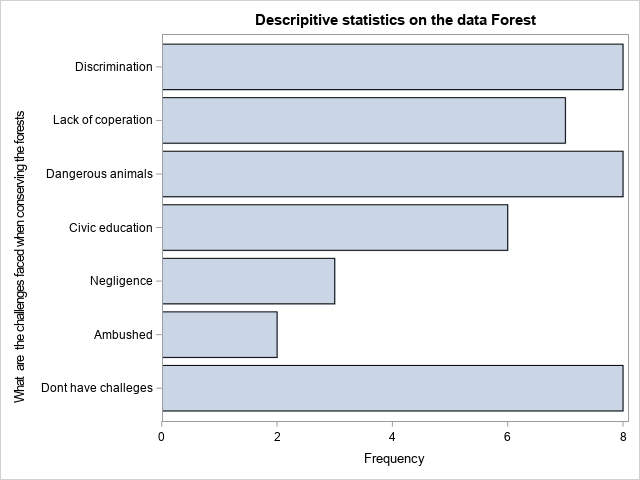 Descripitive statistics on the data Forest
What are the challenges faced when conserving the forests
Discrimination
Lack of coperation
Dangerous animals
Civic education
Negligence
Ambushed
Dont have challeges
0 2 4 6 8
Frequency